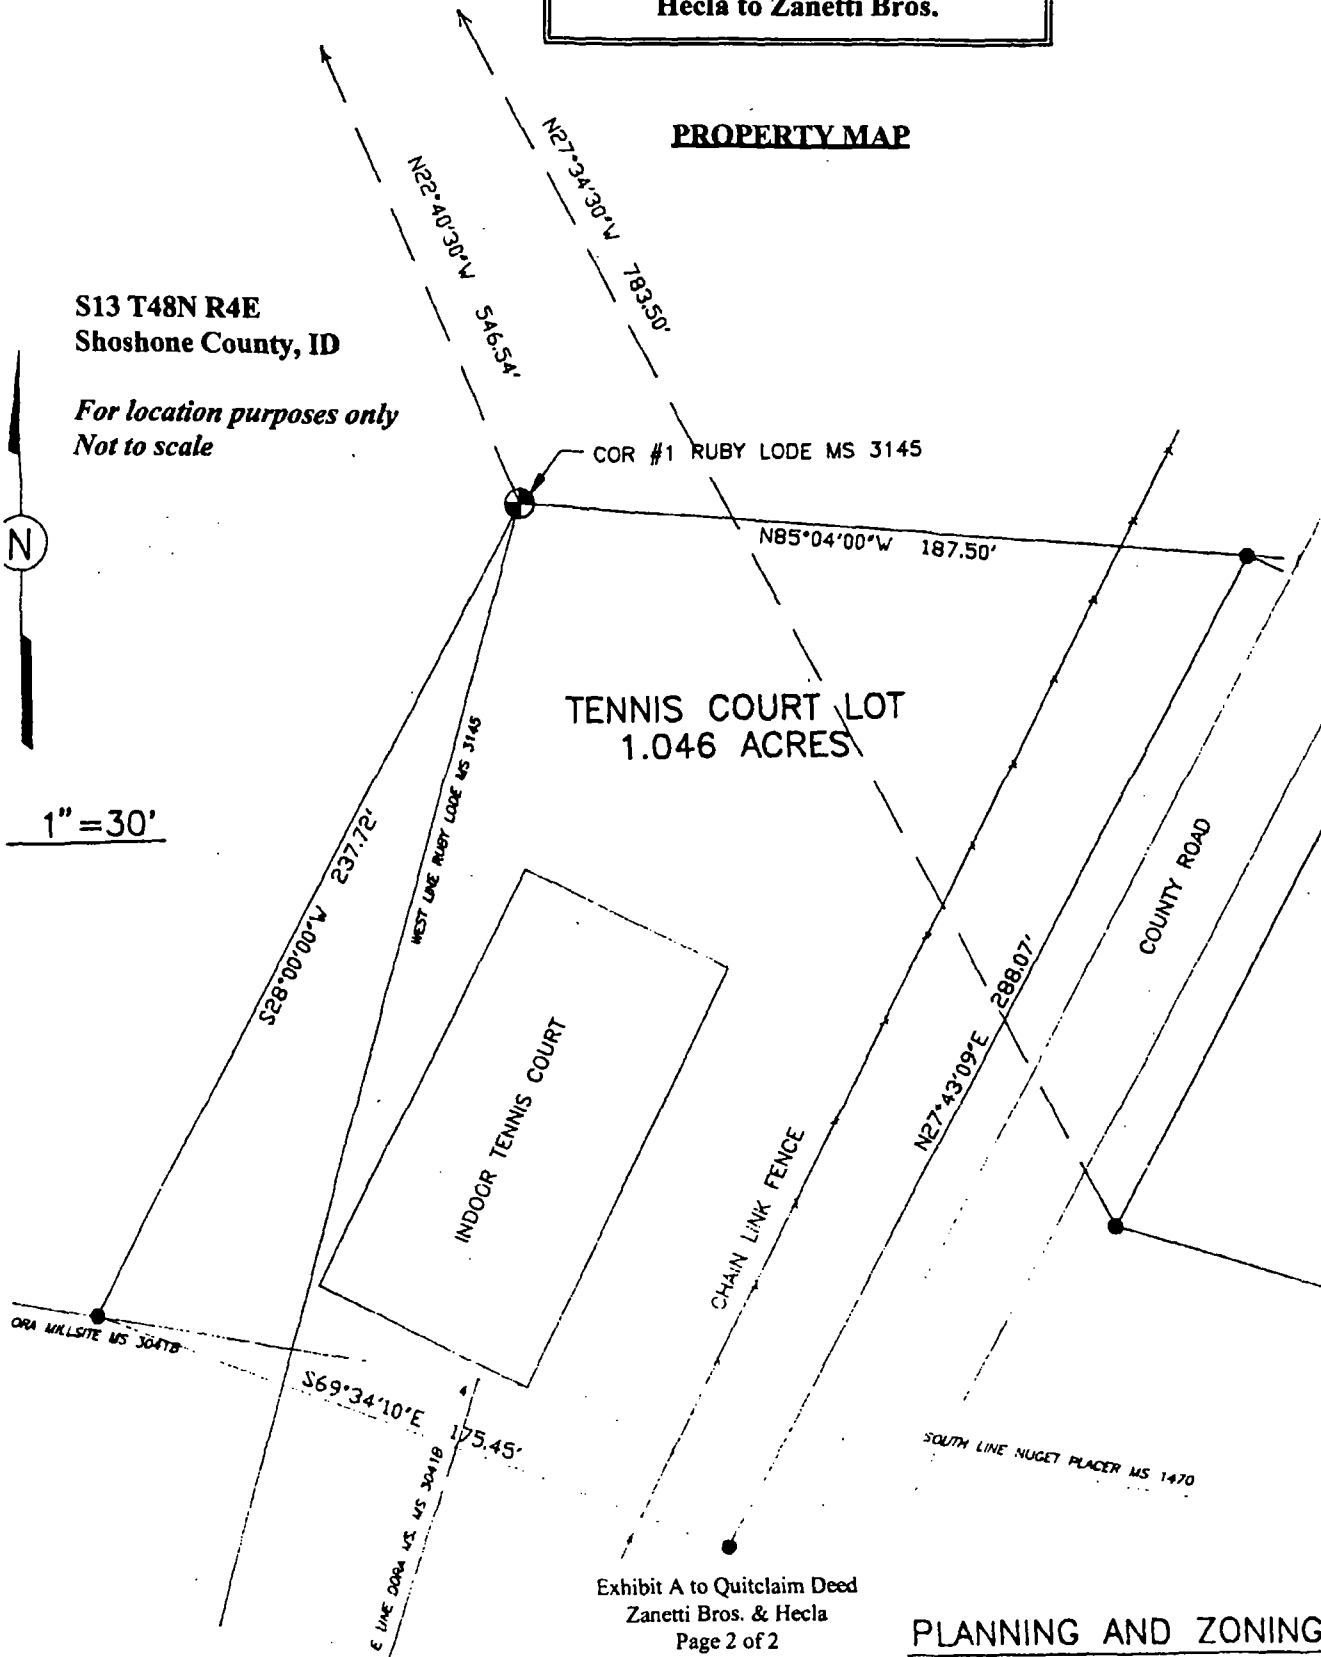 Hecla to Zanetti Bros.
PROPERTY MAP
N27°34'30"W 783.50'
N22°40'30"W 546.54'
S13 T48N R4E
Shoshone County, ID
For location purposes only
Not to scale
N
COR #1 RUBY LODE MS 3145
N85°04'00"W 187.50'
TENNIS COURT LOT
1.046 ACRES
1"=30'
S28°00'00"W 237.72'
WEST LINE RUBY LODE MS 3145
INDOOR TENNIS COURT
COUNTY ROAD
N27°43'09"E 288.07'
CHAIN LINK FENCE
ORA MILLSITE MS 3041B
S69°34'10"E 175.45'
E LINE DORA MS. MS 3041B
SOUTH LINE NUGET PLACER MS 1470
Exhibit A to Quitclaim Deed
Zanetti Bros. & Hecla
Page 2 of 2
PLANNING AND ZONING